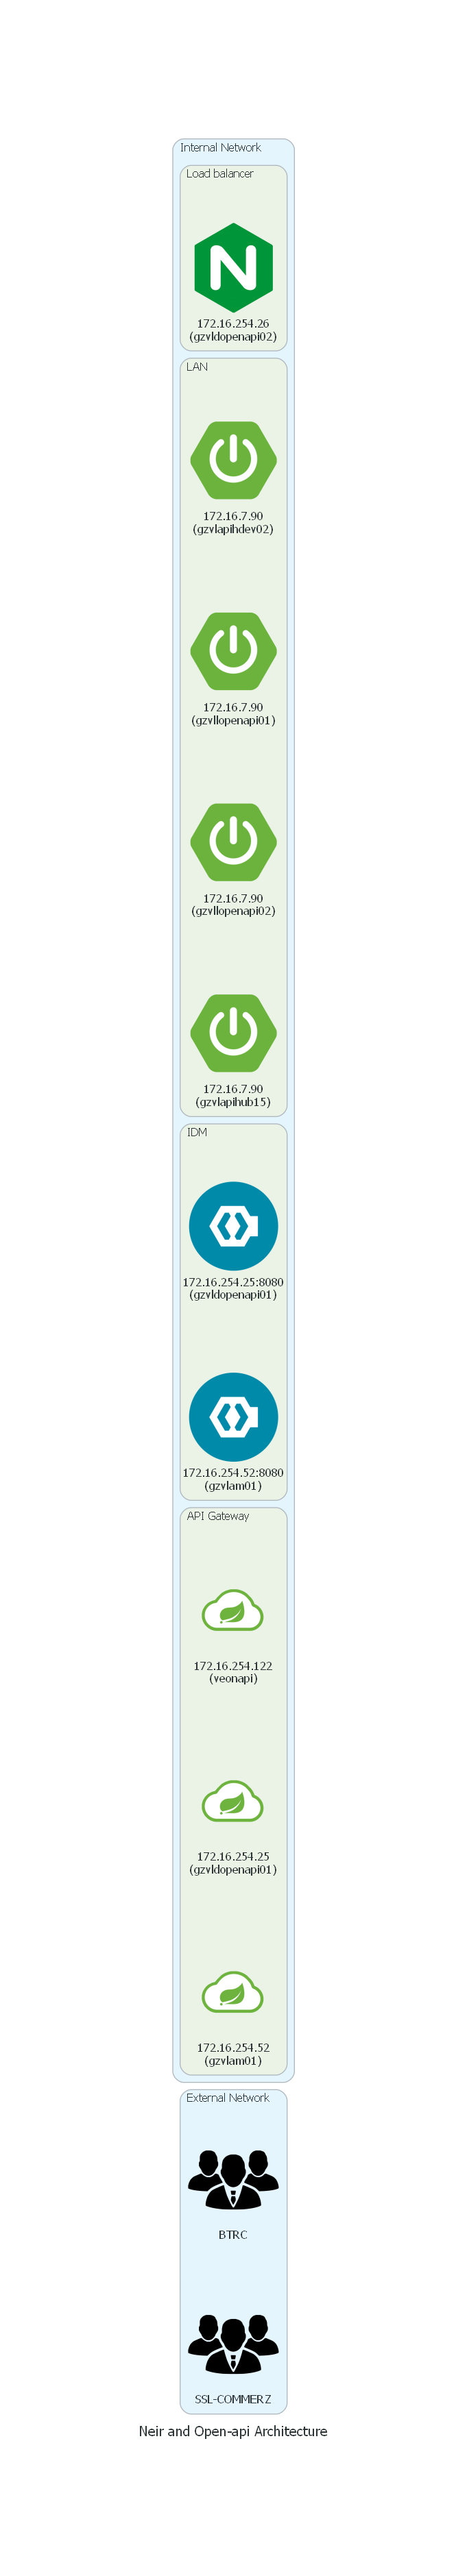 Internal Network
Load balancer
N
172.16.254.26
(gzvldopenapi02)
LAN
172.16.7.90
(gzvlapihdev02)
172.16.7.90
(gzvllopenapi01)
172.16.7.90
(gzvllopenapi02)
172.16.7.90
(gzvlapihub15)
IDM
172.16.254.25:8080
(gzvldopenapi01)
172.16.254.52:8080
(gzvlam01)
API Gateway
172.16.254.122
(veonapi)
172.16.254.25
(gzvldopenapi01)
172.16.254.52
(gzvlam01)
External Network
BTRC
SSL-COMMERZ
Neir and Open-api Architecture